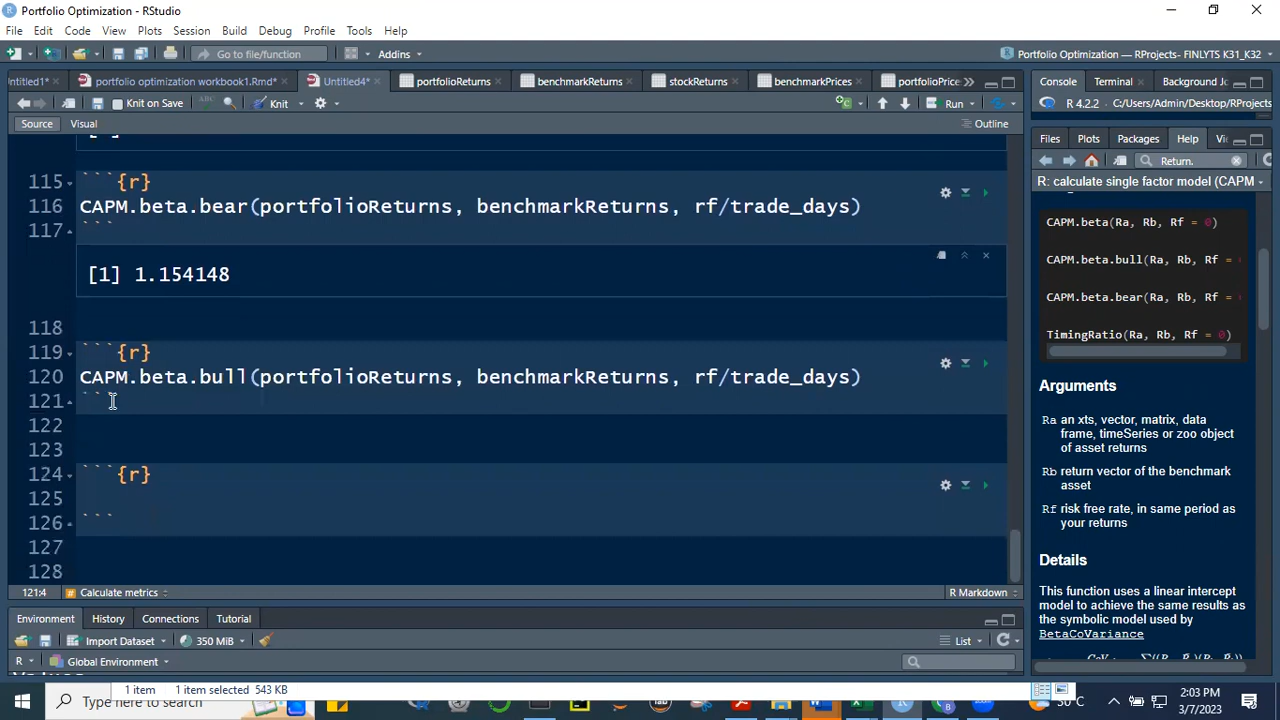 Portfolio Optimization - RStudio
File Edit Code View Plots Session Build Debug Profile Tools Help
Go to file/function
Addins
Portfolio Optimization — RProjects- FINLYTS K31_K32
ntitled1*
portfolio optimization workbook1.Rmd*
Untitled4*
portfolioReturns
benchmarkReturns
stockReturns
benchmarkPrices
portfolioPrice
Console
Terminal
Background Jo
Knit on Save
ABC
Knit
Run
R 4.2.2 · C:/Users/Admin/Desktop/RProjects
Source
Visual
Outline
Files
Plots
Packages
Help
Vi
Return.
R: calculate single factor model (CAPM
115 ```{r}
116 CAPM.beta.bear(portfolioReturns, benchmarkReturns, rf/trade_days)
117 ```
[1] 1.154148
118
119 ```{r}
120 CAPM.beta.bull(portfolioReturns, benchmarkReturns, rf/trade_days)
121 ```
122
123
124 ```{r}
125
126 ```
127
128
CAPM.beta(Ra, Rb, Rf = 0)
CAPM.beta.bull(Ra, Rb, Rf =
CAPM.beta.bear(Ra, Rb, Rf =
TimingRatio(Ra, Rb, Rf = 0)
Arguments
Ra an xts, vector, matrix, data
frame, timeSeries or zoo object
of asset returns
Rb return vector of the benchmark
asset
Rf risk free rate, in same period as
your returns
Details
This function uses a linear intercept
model to achieve the same results as
the symbolic model used by
BetaCoVariance
121:4
# Calculate metrics
R Markdown
Environment
History
Connections
Tutorial
Import Dataset
350 MiB
List
R
Global Environment
1 item
1 item selected 543 KB
Type here to search
30°C
2:03 PM
3/7/2023